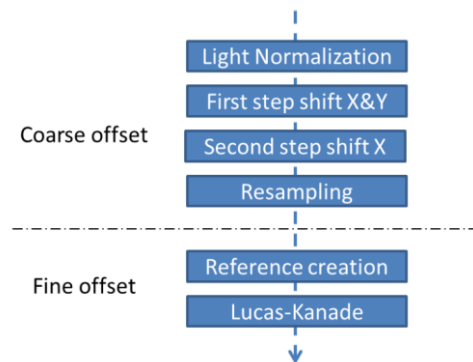 Light Normalization
First step shift X&Y
Coarse offset
Second step shift X
Resampling
Reference creation
Fine offset
Lucas-Kanade